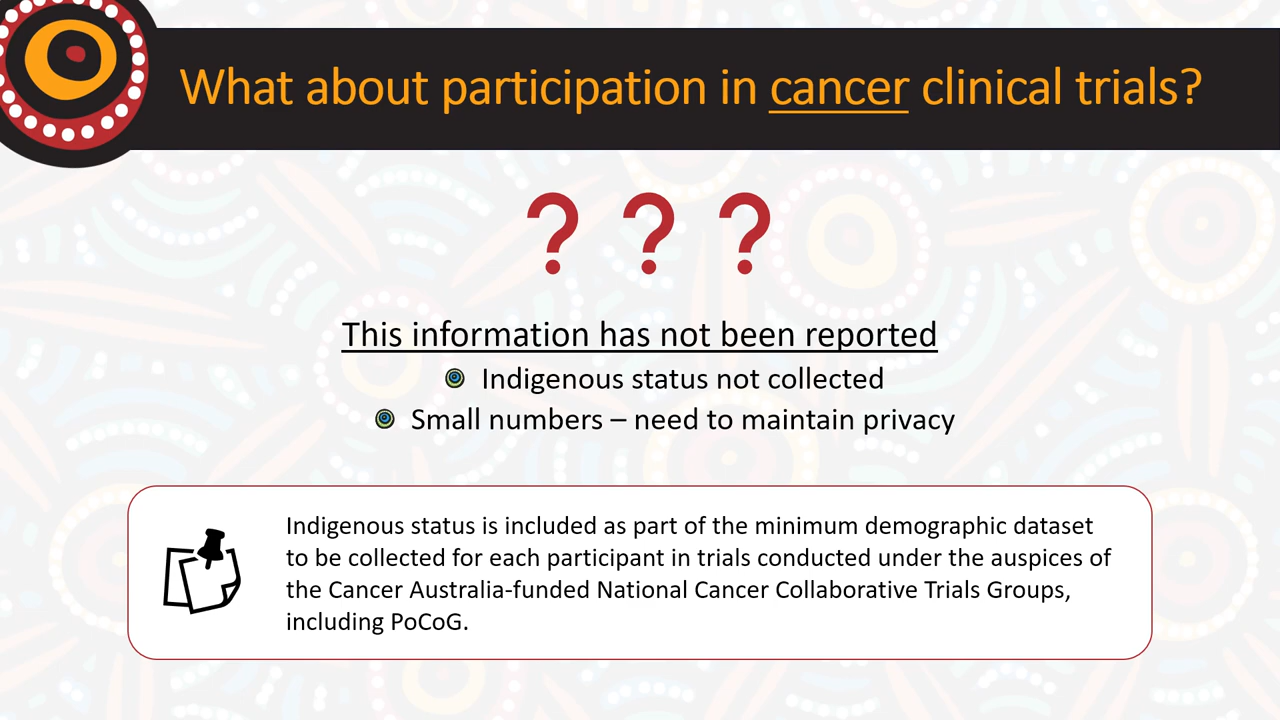 What about participation in cancer clinical trials?
? ? ?
This information has not been reported
Indigenous status not collected
Small numbers – need to maintain privacy
Indigenous status is included as part of the minimum demographic dataset
to be collected for each participant in trials conducted under the auspices of
the Cancer Australia-funded National Cancer Collaborative Trials Groups,
including PoCoG.